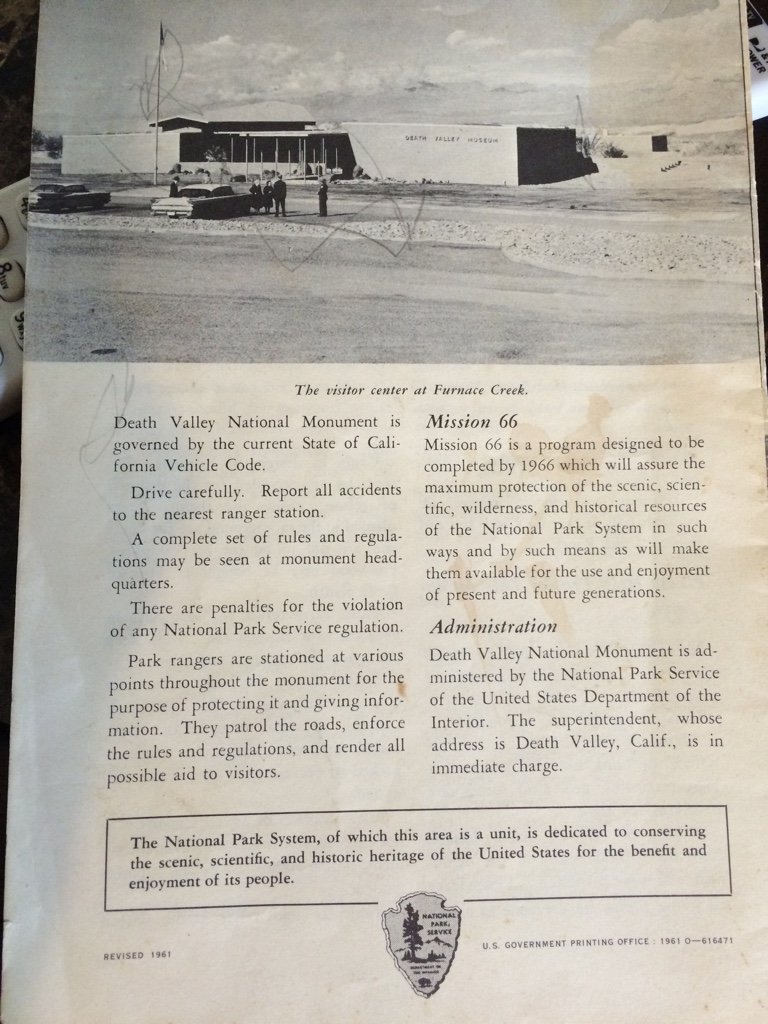 DEATH VALLEY MUSEUM
The visitor center at Furnace Creek.
Death Valley National Monument is
governed by the current State of Cali-
fornia Vehicle Code.
Drive carefully. Report all accidents
to the nearest ranger station.
A complete set of rules and regula-
tions may be seen at monument head-
quarters.
There are penalties for the violation
of any National Park Service regulation.
Park rangers are stationed at various
points throughout the monument for the
purpose of protecting it and giving infor-
mation. They patrol the roads, enforce
the rules and regulations, and render all
possible aid to visitors.
Mission 66
Mission 66 is a program designed to be
completed by 1966 which will assure the
maximum protection of the scenic, scien-
tific, wilderness, and historical resources
of the National Park System in such
ways and by such means as will make
them available for the use and enjoyment
of present and future generations.
Administration
Death Valley National Monument is ad-
ministered by the National Park Service
of the United States Department of the
Interior. The superintendent, whose
address is Death Valley, Calif., is in
immediate charge.
The National Park System, of which this area is a unit, is dedicated to conserving
the scenic, scientific, and historic heritage of the United States for the benefit and
enjoyment of its people.
NATIONAL
PARK
SERVICE
DEPARTMENT OF
THE INTERIOR
REVISED 1961
U.S. GOVERNMENT PRINTING OFFICE : 1961 O—616471
8